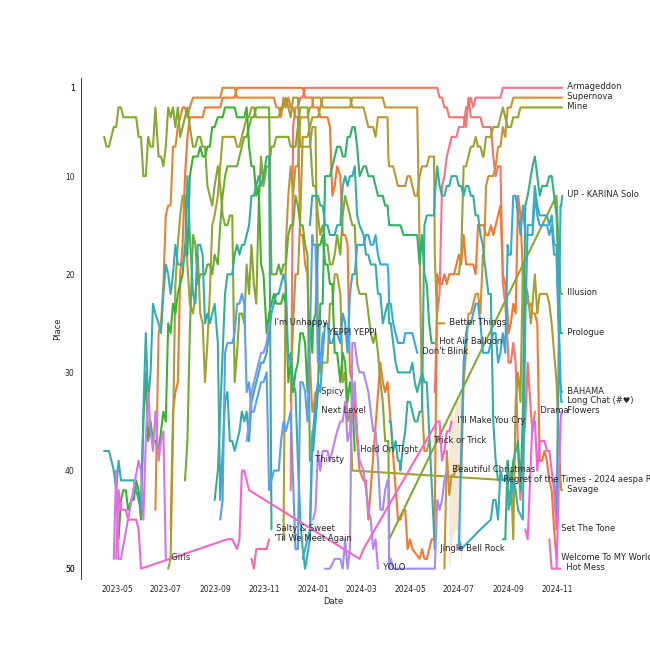 1
Armageddon
Supernova
Mine
10
UP - KARINA Solo
20
Illusion
I'm Unhappy
Better Things
YEPPI YEPPI
Prologue
Hot Air Balloon
Don't Blink
Place
30
Spicy
BAHAMA
Long Chat (#♥)
Next Level
Drama
Flowers
I'll Make You Cry
Trick or Trick
Hold On Tight
Thirsty
40
Beautiful Christmas
Regret of the Times - 2024 aespa R
Savage
Salty & Sweet
'Til We Meet Again
Set The Tone
Jingle Bell Rock
Girls
Welcome To MY World
50
YOLO
Hot Mess
2023-05
2023-07
2023-09
2023-11
2024-01
2024-03
2024-05
2024-07
2024-09
2024-11
Date